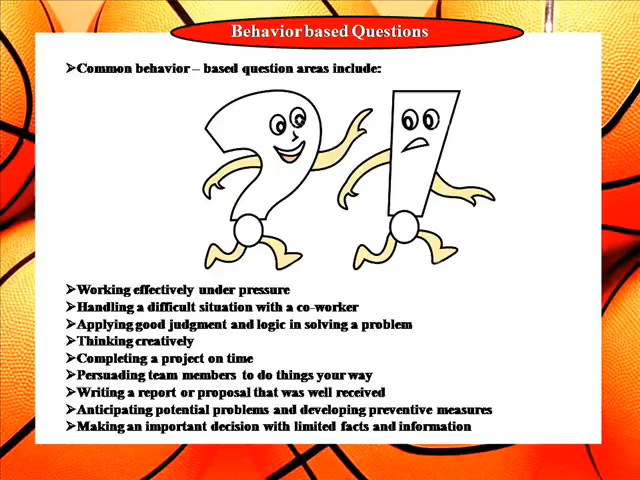 Behavior based Questions
➢Common behavior – based question areas include:
➢Working effectively under pressure
➢Handling a difficult situation with a co-worker
➢Applying good judgment and logic in solving a problem
➢Thinking creatively
➢Completing a project on time
➢Persuading team members to do things your way
➢Writing a report or proposal that was well received
➢Anticipating potential problems and developing preventive measures
➢Making an important decision with limited facts and information